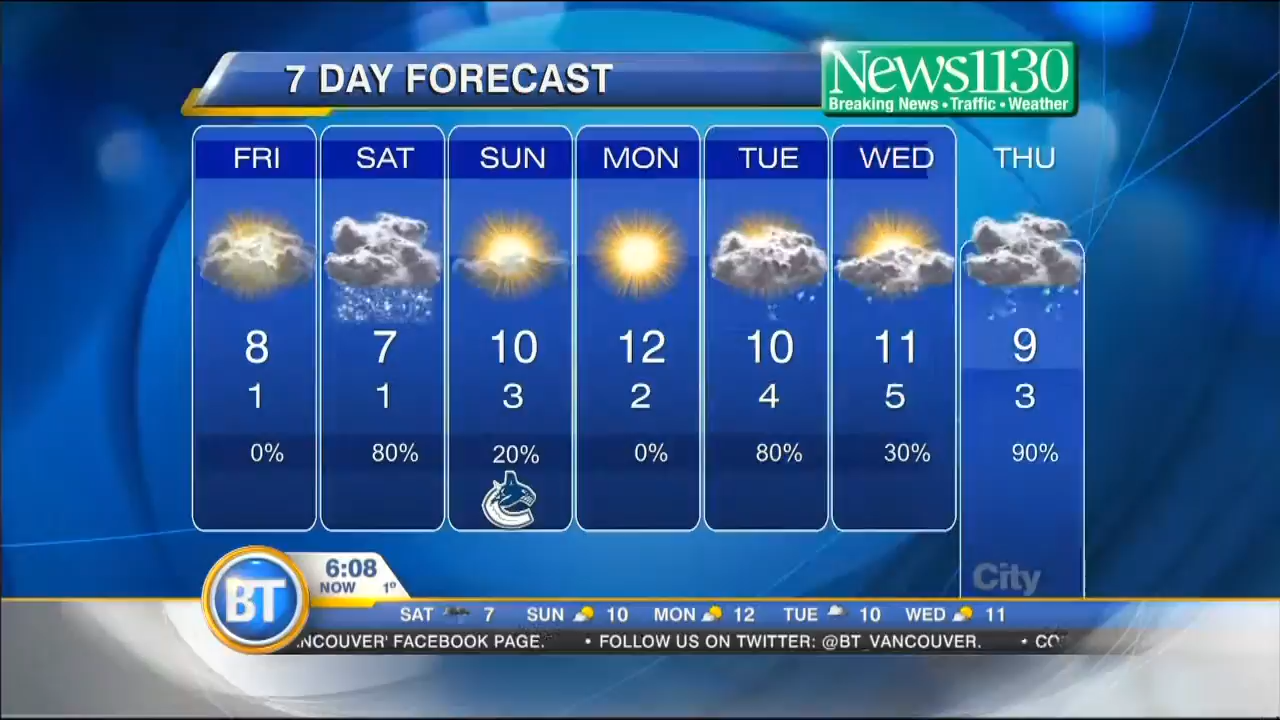 7 DAY FORECAST
News1130
Breaking News • Traffic • Weather
FRI SAT SUN MON TUE WED THU
8 7 10 12 10 11 9
1 1 3 2 4 5 3
0% 80% 20% 0% 80% 30% 90%
City
BT
6:08
NOW 1°
SAT 7 SUN 10 MON 12 TUE 10 WED 11
NCOUVER' FACEBOOK PAGE. • FOLLOW US ON TWITTER: @BT_VANCOUVER. • CO